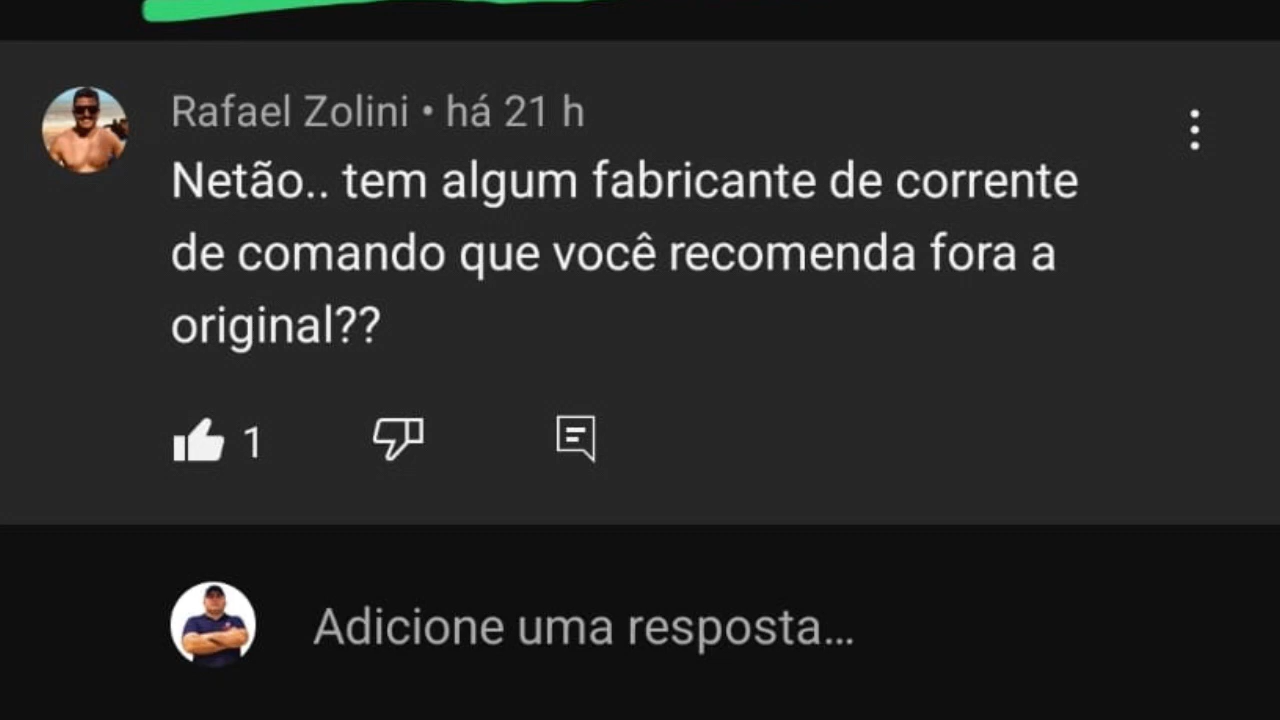 Rafael Zolini • há 21 h
Netão.. tem algum fabricante de corrente
de comando que você recomenda fora a
original??
1
Adicione uma resposta...